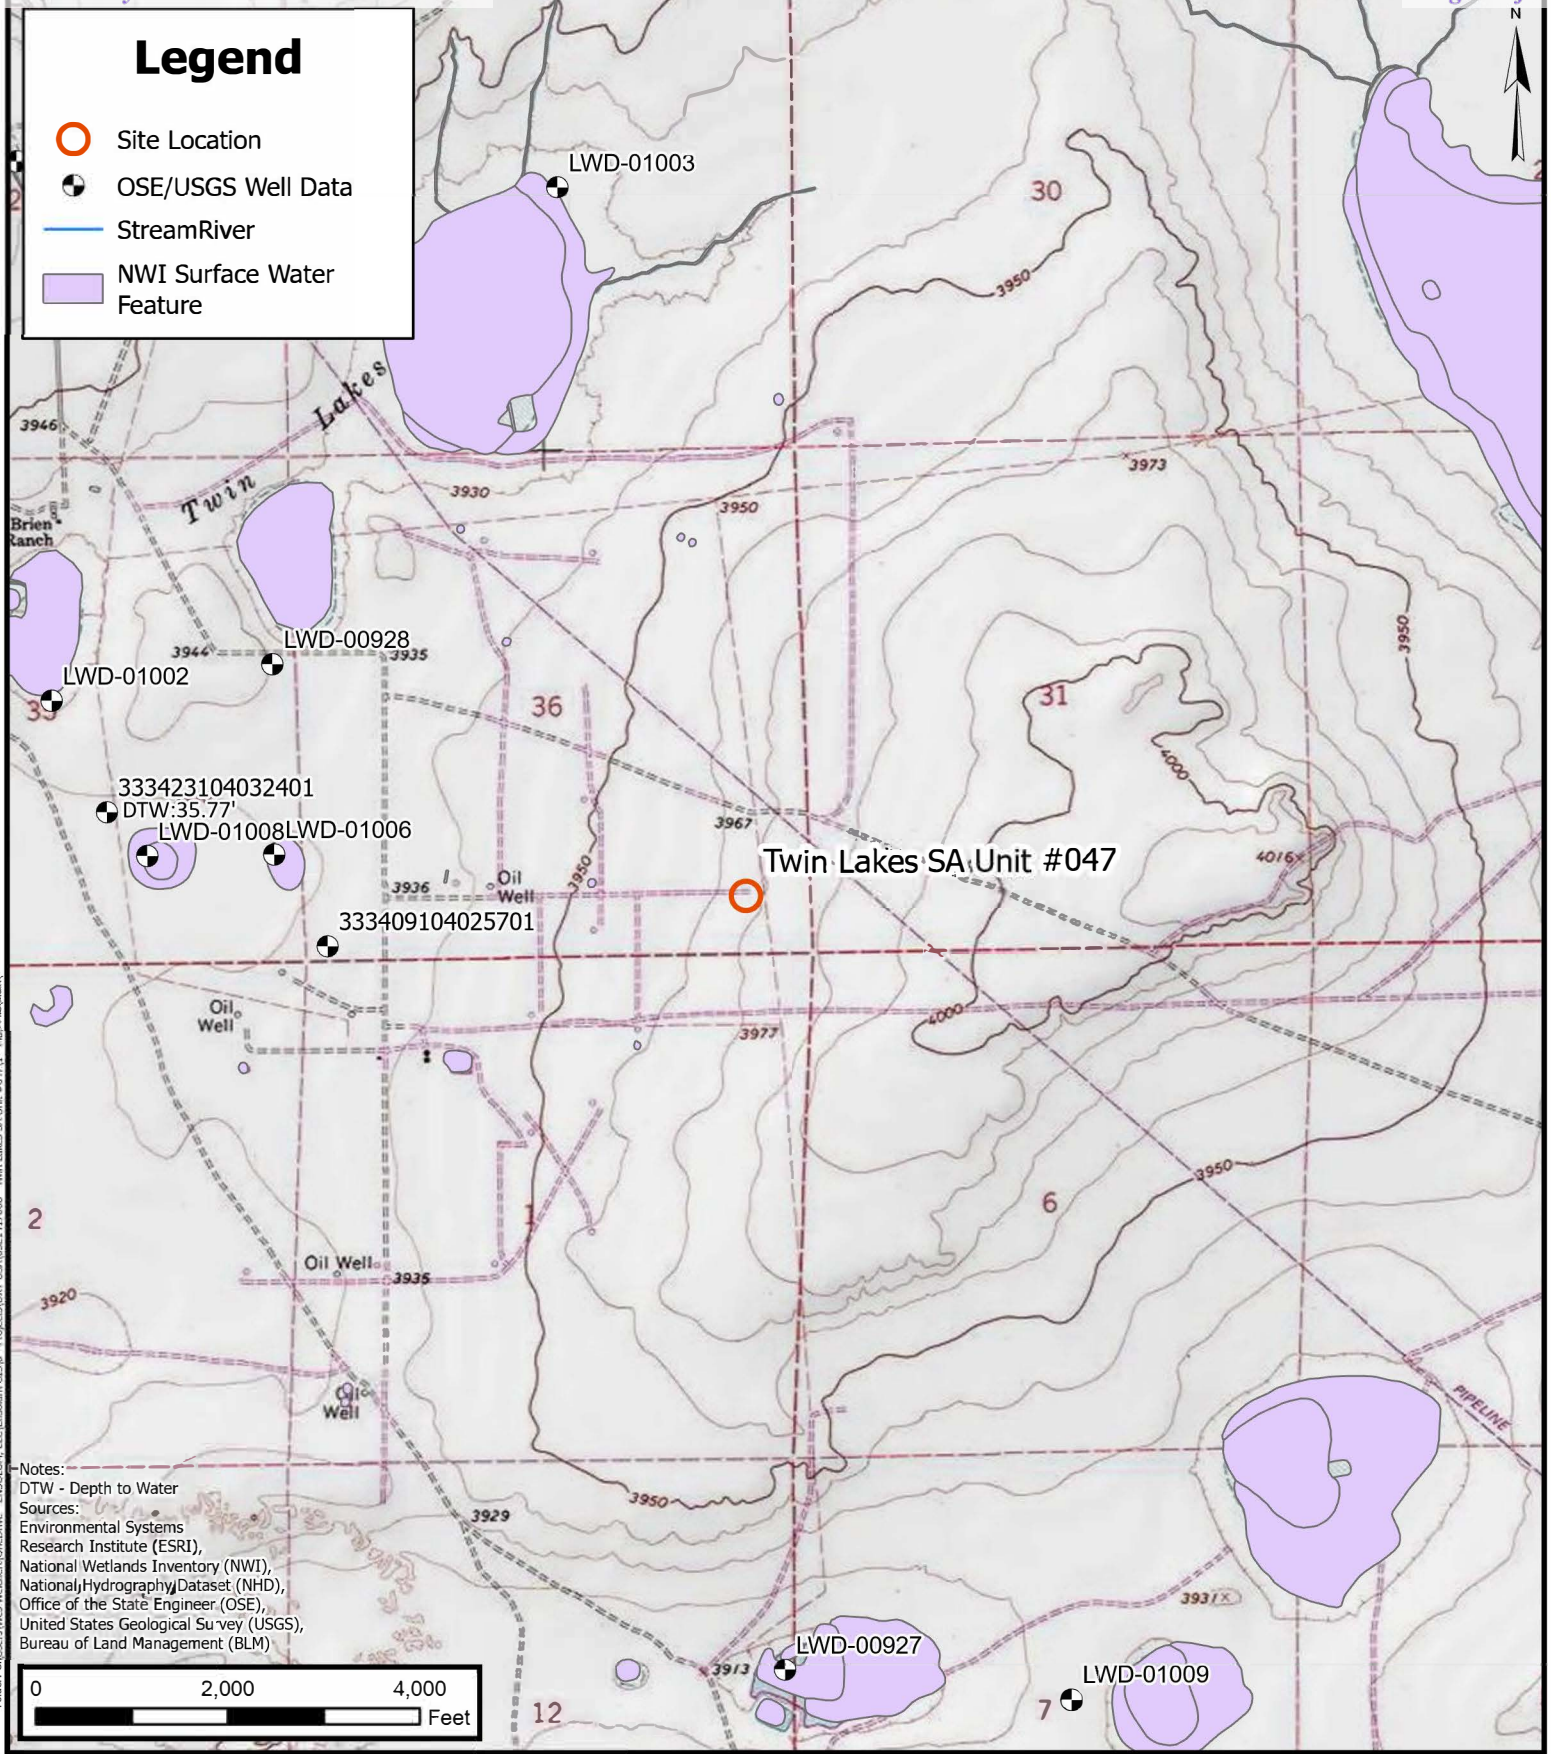 Legend
Site Location
OSE/USGS Well Data
StreamRiver
NWI Surface Water
Feature
N
LWD-01003
30
3950
Twin Lakes
3946
3973
3930
3950
Brien
Ranch
LWD-00928
3944
3935
3950
LWD-01002
35
36
31
4000
333423104032401
DTW:35.77'
LWD-01008
LWD-01006
3967
Twin Lakes SA Unit #047
4016
3950
3936
Oil
Well
333409104025701
Oil
Well
4000
3977
3950
2
1
6
Oil Well
3935
3920
Oil
Well
PIPELINE
3950
3929
3931
Notes:
DTW - Depth to Water
Sources:
Environmental Systems
Research Institute (ESRI),
National Wetlands Inventory (NWI),
National Hydrography Dataset (NHD),
Office of the State Engineer (OSE),
United States Geological Survey (USGS),
Bureau of Land Management (BLM)
LWD-00927
3913
LWD-01009
12
7
0 2,000 4,000
Feet